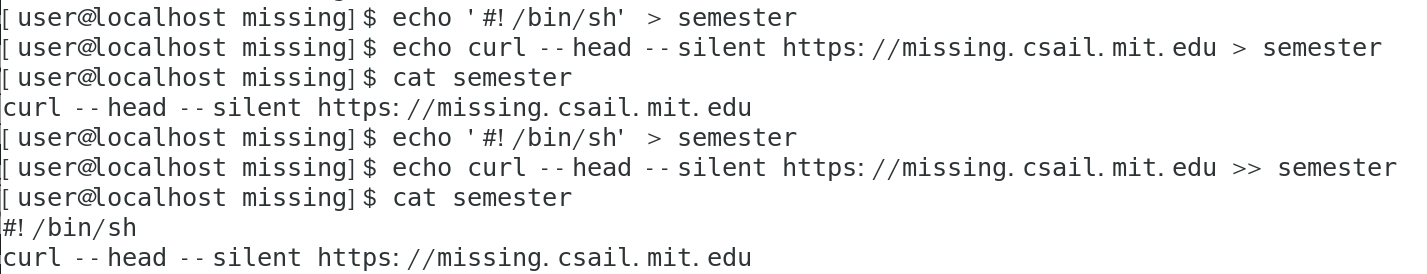 [user@localhost missing]$ echo '#!/bin/sh' > semester
[user@localhost missing]$ echo curl --head --silent https://missing.csail.mit.edu > semester
[user@localhost missing]$ cat semester
curl --head --silent https://missing.csail.mit.edu
[user@localhost missing]$ echo '#!/bin/sh' > semester
[user@localhost missing]$ echo curl --head --silent https://missing.csail.mit.edu >> semester
[user@localhost missing]$ cat semester
#!/bin/sh
curl --head --silent https://missing.csail.mit.edu